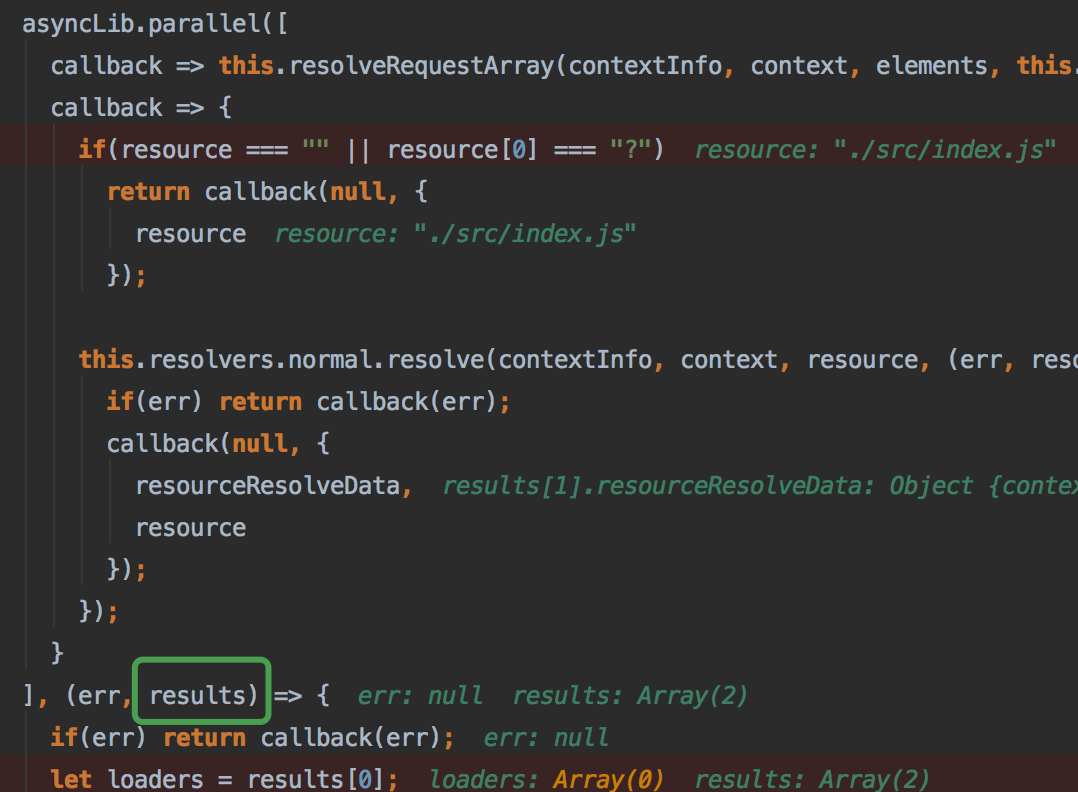 asyncLib.parallel([
callback => this.resolveRequestArray(contextInfo, context, elements, this.
callback => {
if(resource === "" || resource[0] === "?") resource: "./src/index.js"
return callback(null, {
resource resource: "./src/index.js"
});
this.resolvers.normal.resolve(contextInfo, context, resource, (err, reso
if(err) return callback(err);
callback(null, {
resourceResolveData, results[1].resourceResolveData: Object {contex
resource
});
});
}
], (err, results) => { err: null results: Array(2)
if(err) return callback(err); err: null
let loaders = results[0]; loaders: Array(0) results: Array(2)